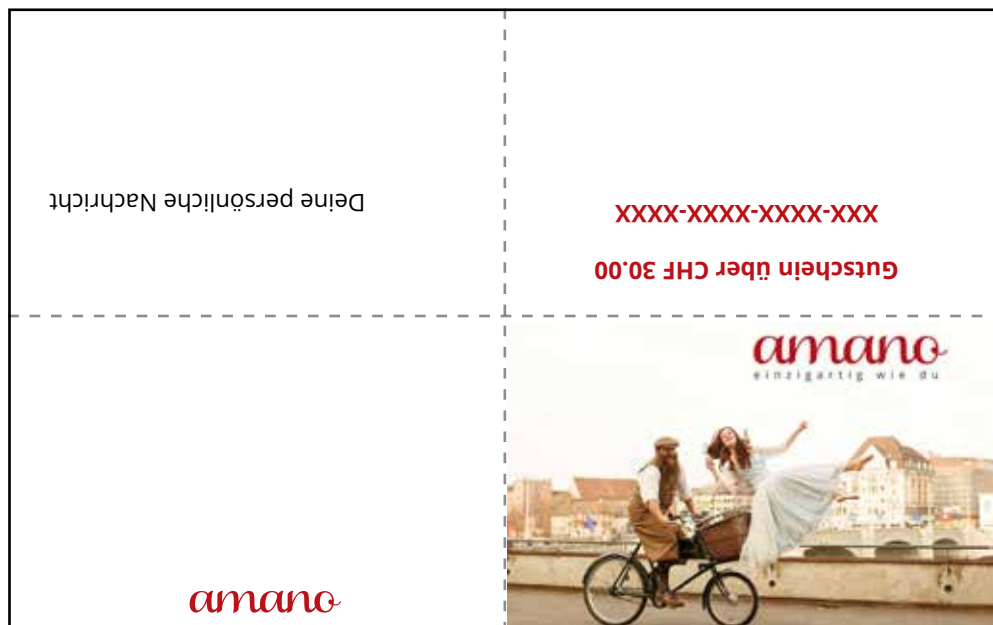 Deine persönliche Nachricht
XXX-XXXX-XXXX-XXXX
Gutschein über CHF 30.00
amano
einzigartig wie du
amano